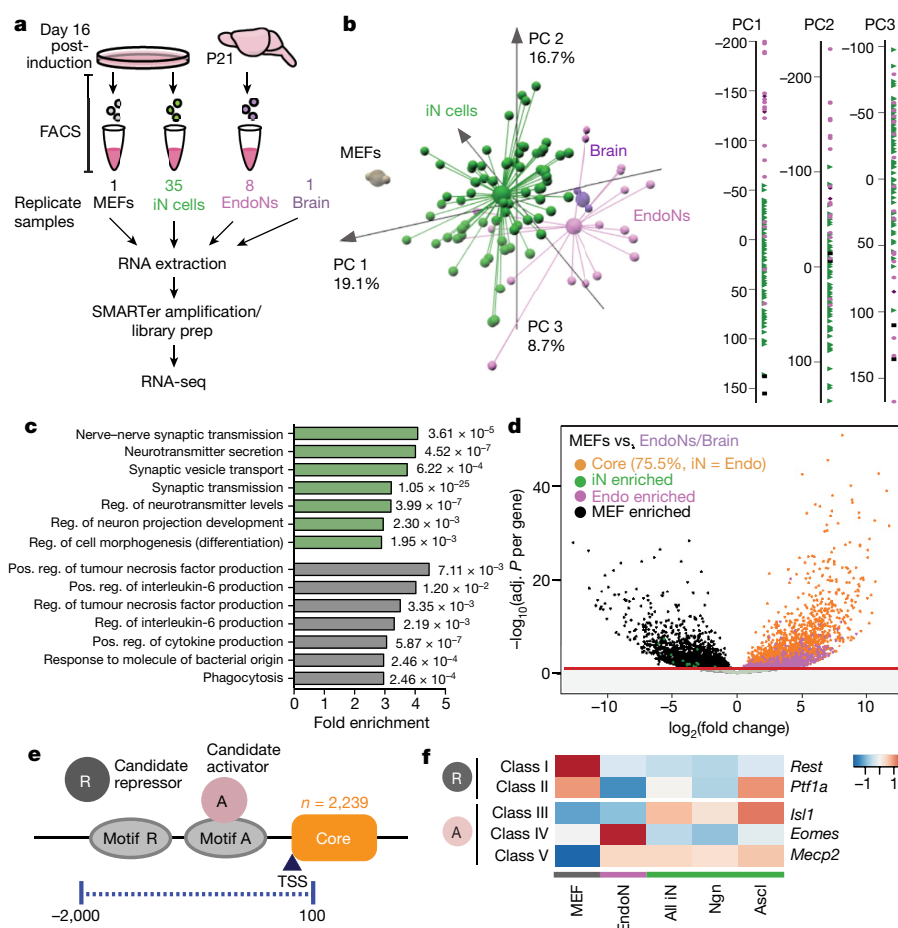 a
Day 16
post-
induction
P21
FACS
Replicate
samples
1
MEFs
35
iN cells
8
EndoNs
1
Brain
RNA extraction
SMARTer amplification/
library prep
RNA-seq
b
PC 2
16.7%
iN cells
MEFs
Brain
EndoNs
PC 1
19.1%
PC 3
8.7%
PC1
−200
−150
−100
−50
0
50
100
150
PC2
−200
−100
0
100
PC3
−100
−50
0
50
100
150
c
Nerve–nerve synaptic transmission 3.61 × 10⁻⁵
Neurotransmitter secretion 4.52 × 10⁻⁷
Synaptic vesicle transport 6.22 × 10⁻⁴
Synaptic transmission 1.05 × 10⁻²⁵
Reg. of neurotransmitter levels 3.99 × 10⁻⁷
Reg. of neuron projection development 2.30 × 10⁻³
Reg. of cell morphogenesis (differentiation) 1.95 × 10⁻³
Pos. reg. of tumour necrosis factor production 7.11 × 10⁻³
Pos. reg. of interleukin-6 production 1.20 × 10⁻²
Reg. of tumour necrosis factor production 3.35 × 10⁻³
Reg. of interleukin-6 production 2.19 × 10⁻³
Pos. reg. of cytokine production 5.87 × 10⁻⁷
Response to molecule of bacterial origin 2.46 × 10⁻⁴
Phagocytosis 2.46 × 10⁻⁴
0 1 2 3 4 5
Fold enrichment
d
MEFs vs. EndoNs/Brain
Core (75.5%, iN = Endo)
iN enriched
Endo enriched
MEF enriched
−log₁₀(adj. P per gene)
40
20
0
−10 −5 0 5 10
log₂(fold change)
e
R
Candidate
repressor
Candidate
activator
A
n = 2,239
Motif R
Motif A
Core
TSS
−2,000
100
f
R
A
Class I
Class II
Class III
Class IV
Class V
Rest
Ptf1a
Isl1
Eomes
Mecp2
−1 1
MEF
EndoN
All iN
Ngn
Ascl